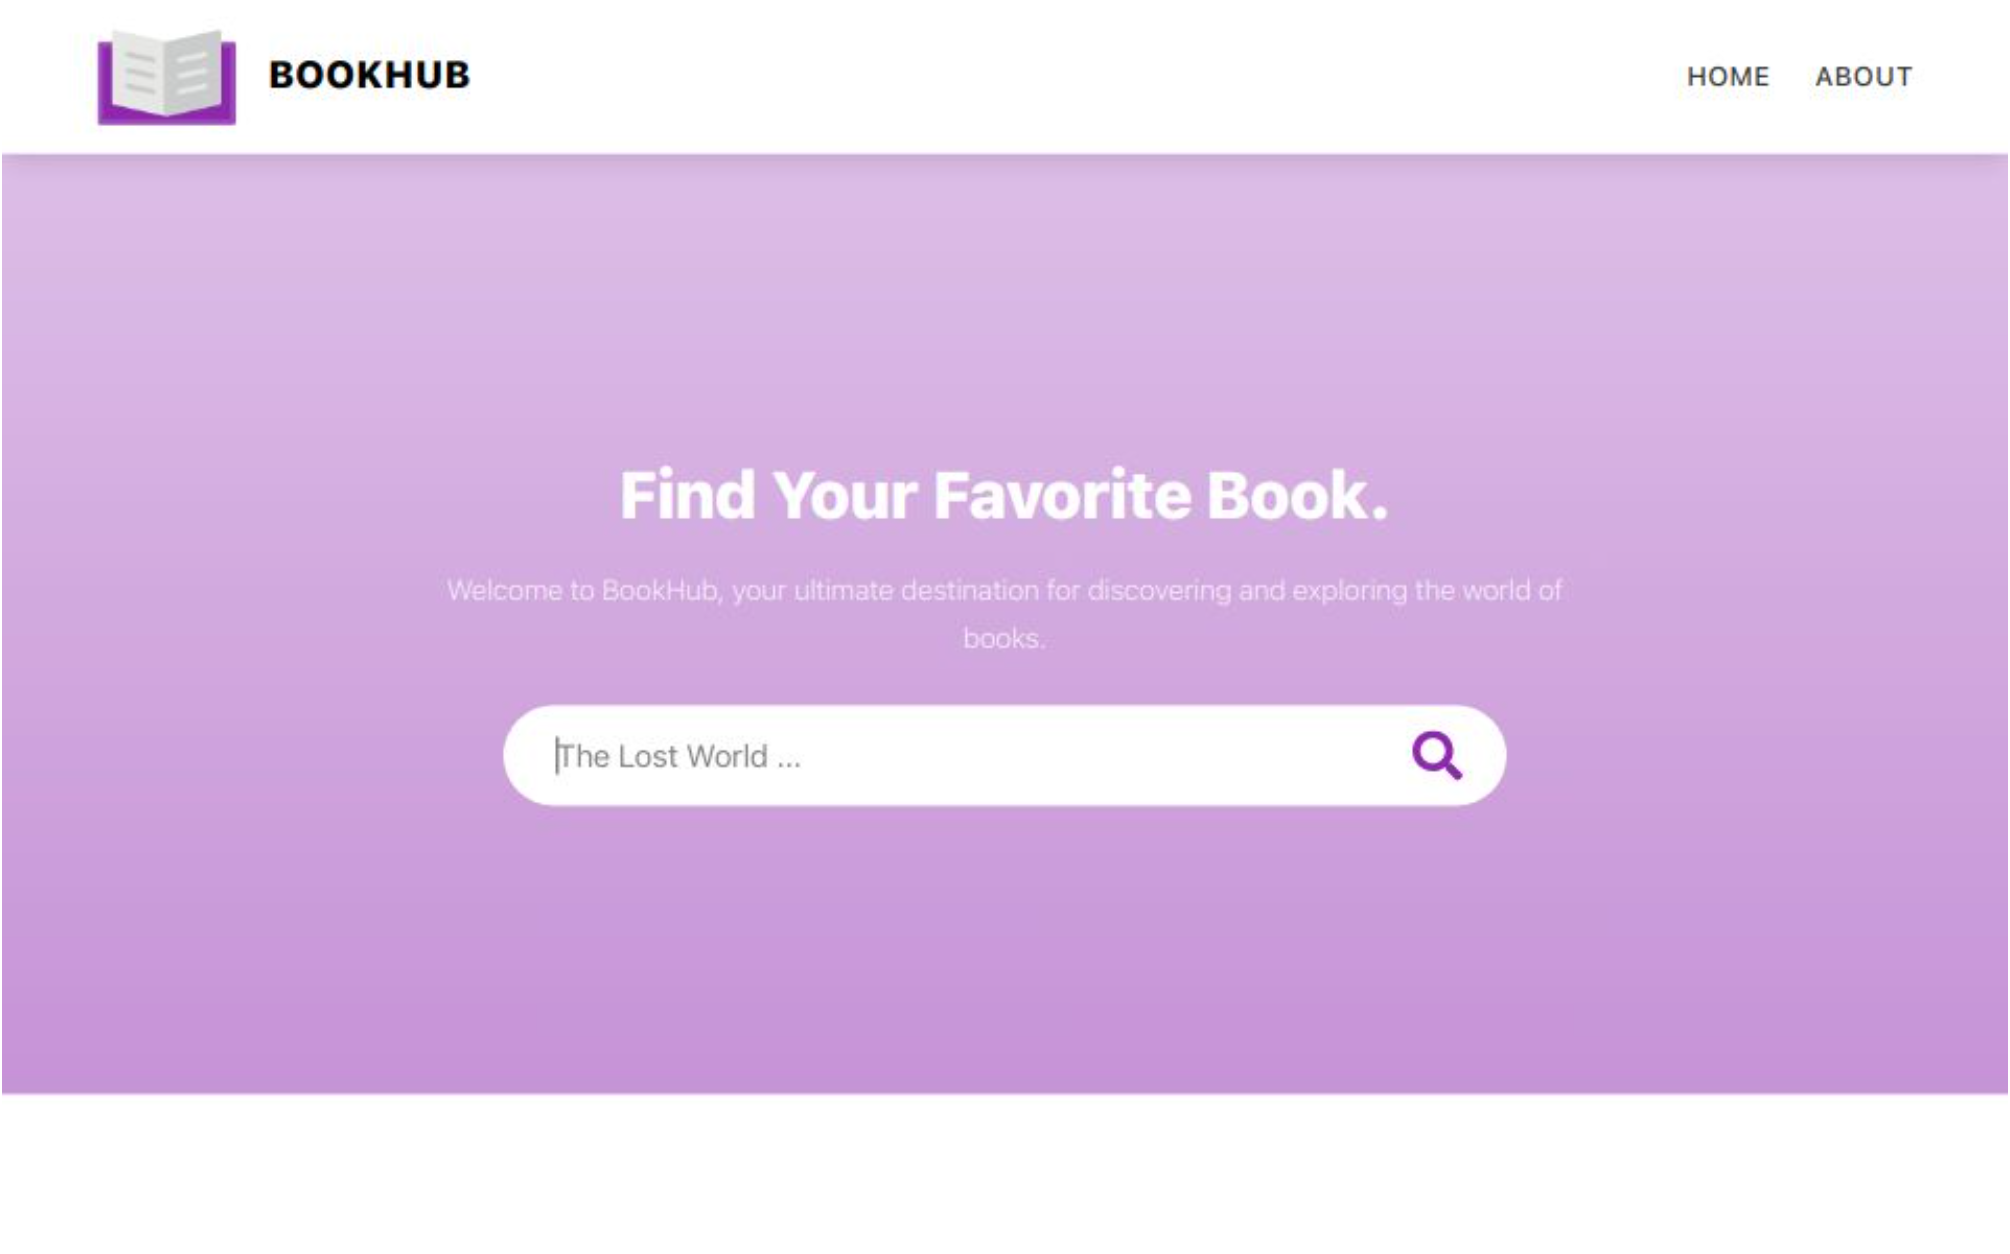 BOOKHUB
HOME ABOUT
Find Your Favorite Book.
Welcome to BookHub, your ultimate destination for discovering and exploring the world of
books.
The Lost World ...